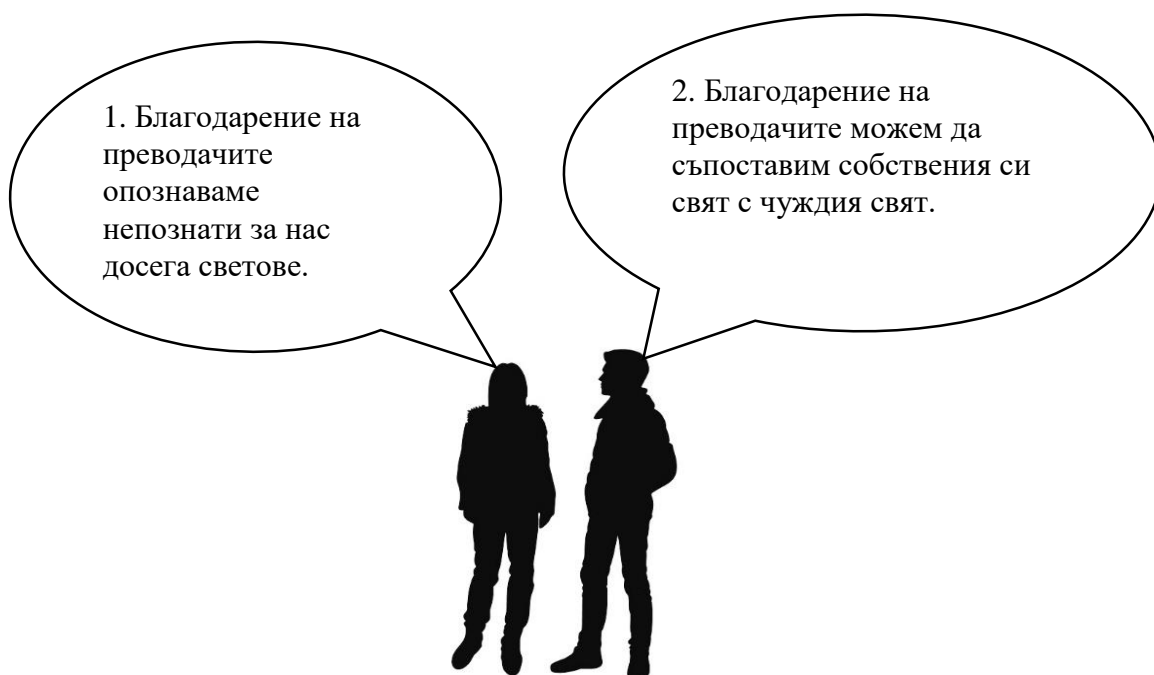 1. Благодарение на
преводачите
опознаваме
непознати за нас
досега светове.
2. Благодарение на
преводачите можем да
съпоставим собствения си
свят с чуждия свят.